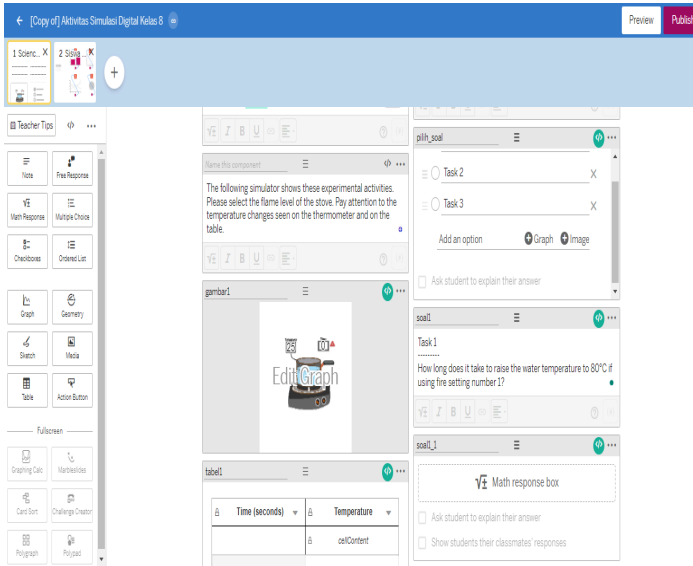 [Copy of] Aktivitas Simulasi Digital Kelas 8
Preview
Publish
1 Scienc... X
2 Siswa ... X
Teacher Tips
Note
Free Response
Math Response
Multiple Choice
Checkboxes
Ordered List
Graph
Geometry
Sketch
Media
Table
Action Button
Fullscreen
Graphing Calc
Marbleslides
Card Sort
Challenge Creator
Polygraph
Polypad
Name this component
The following simulator shows these experimental activities.
Please select the flame level of the stove. Pay attention to the
temperature changes seen on the thermometer and on the
table.
gambar1
25
0
Edit Graph
tabel1
Time (seconds)
Temperature
cellContent
pilih_soal
Task 2
Task 3
Add an option
Graph
Image
Ask student to explain their answer
soal1
Task 1
---------
How long does it take to raise the water temperature to 80°C if
using fire setting number 1?
soal1_1
Math response box
Ask student to explain their answer
Show students their classmates' responses